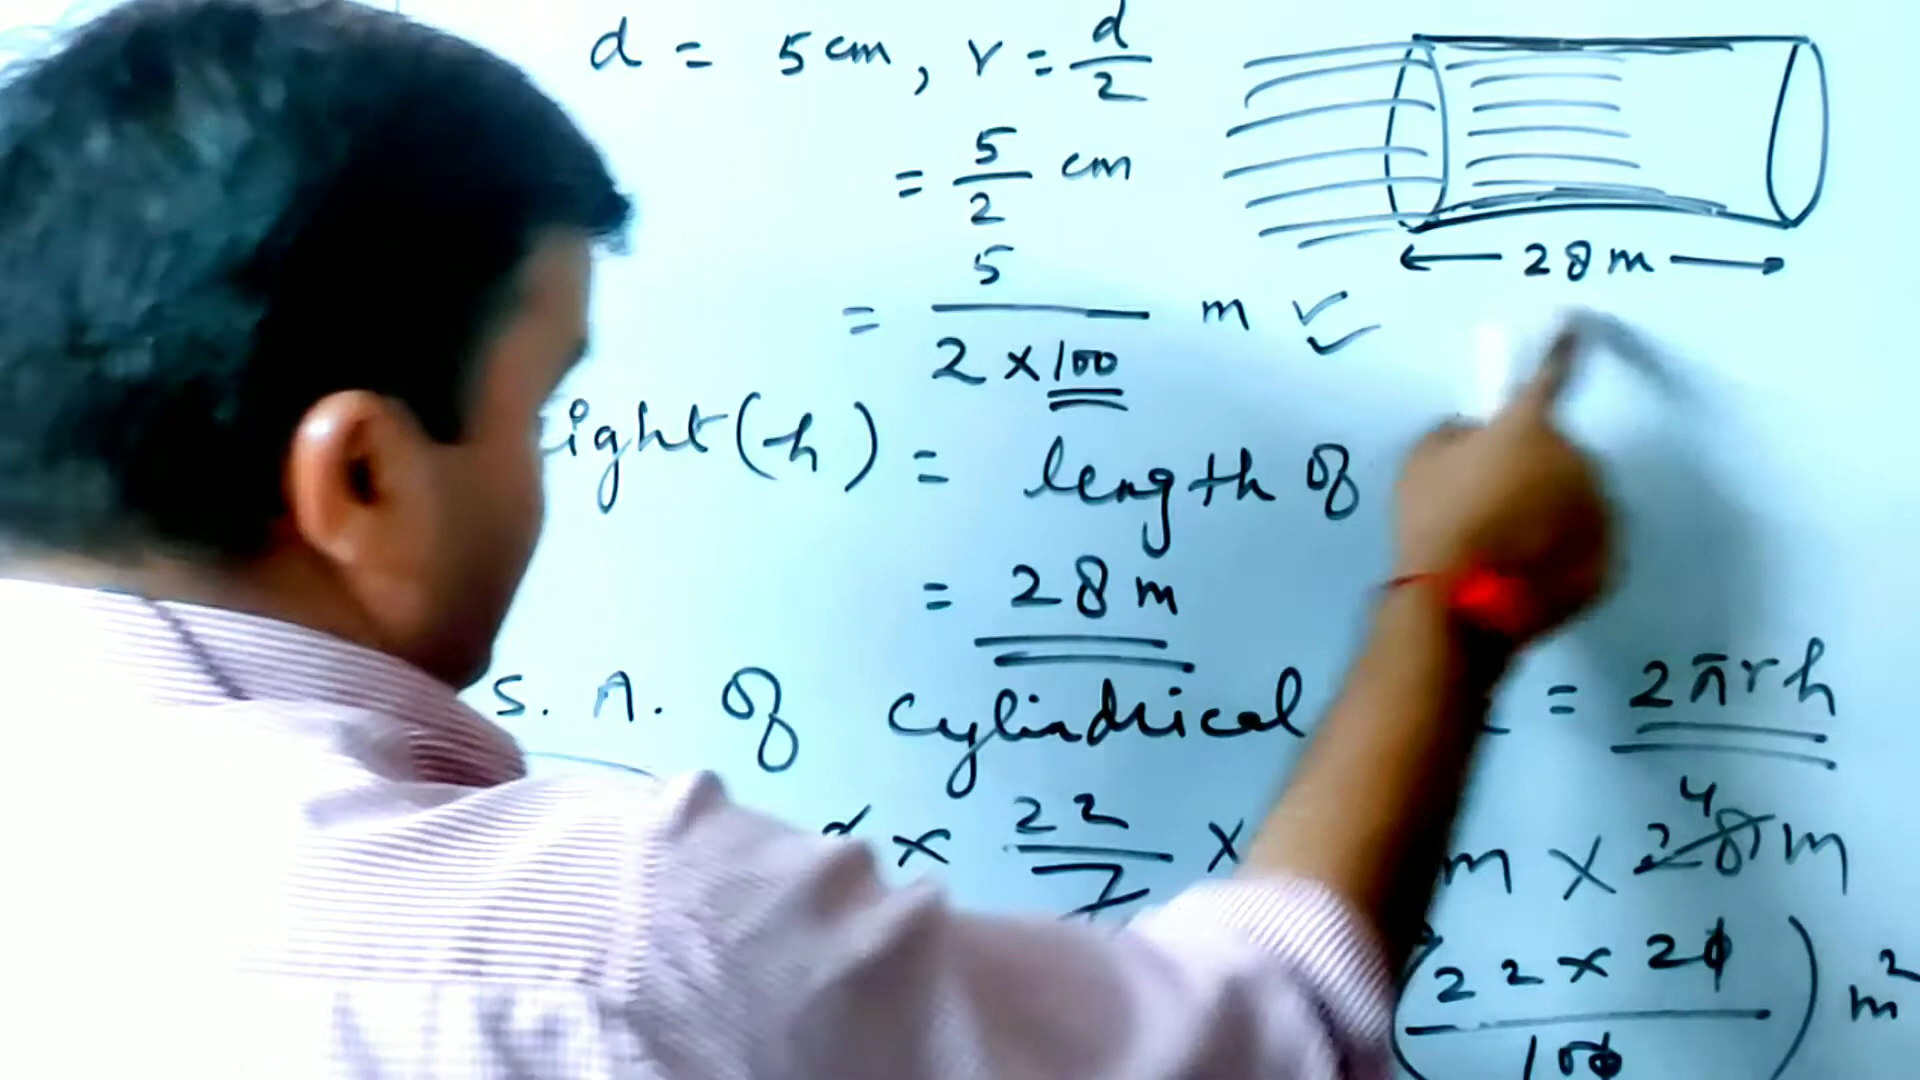 d = 5 cm, r = d/2
= 5/2 cm
= 5/(2 × 100) m ✓
ight (h) = length of
= 28 m
S. A. of cylindrical = 2πrh
× 22/7 × m × 28 m
4
(22 × 20/100) m²
← 28 m →